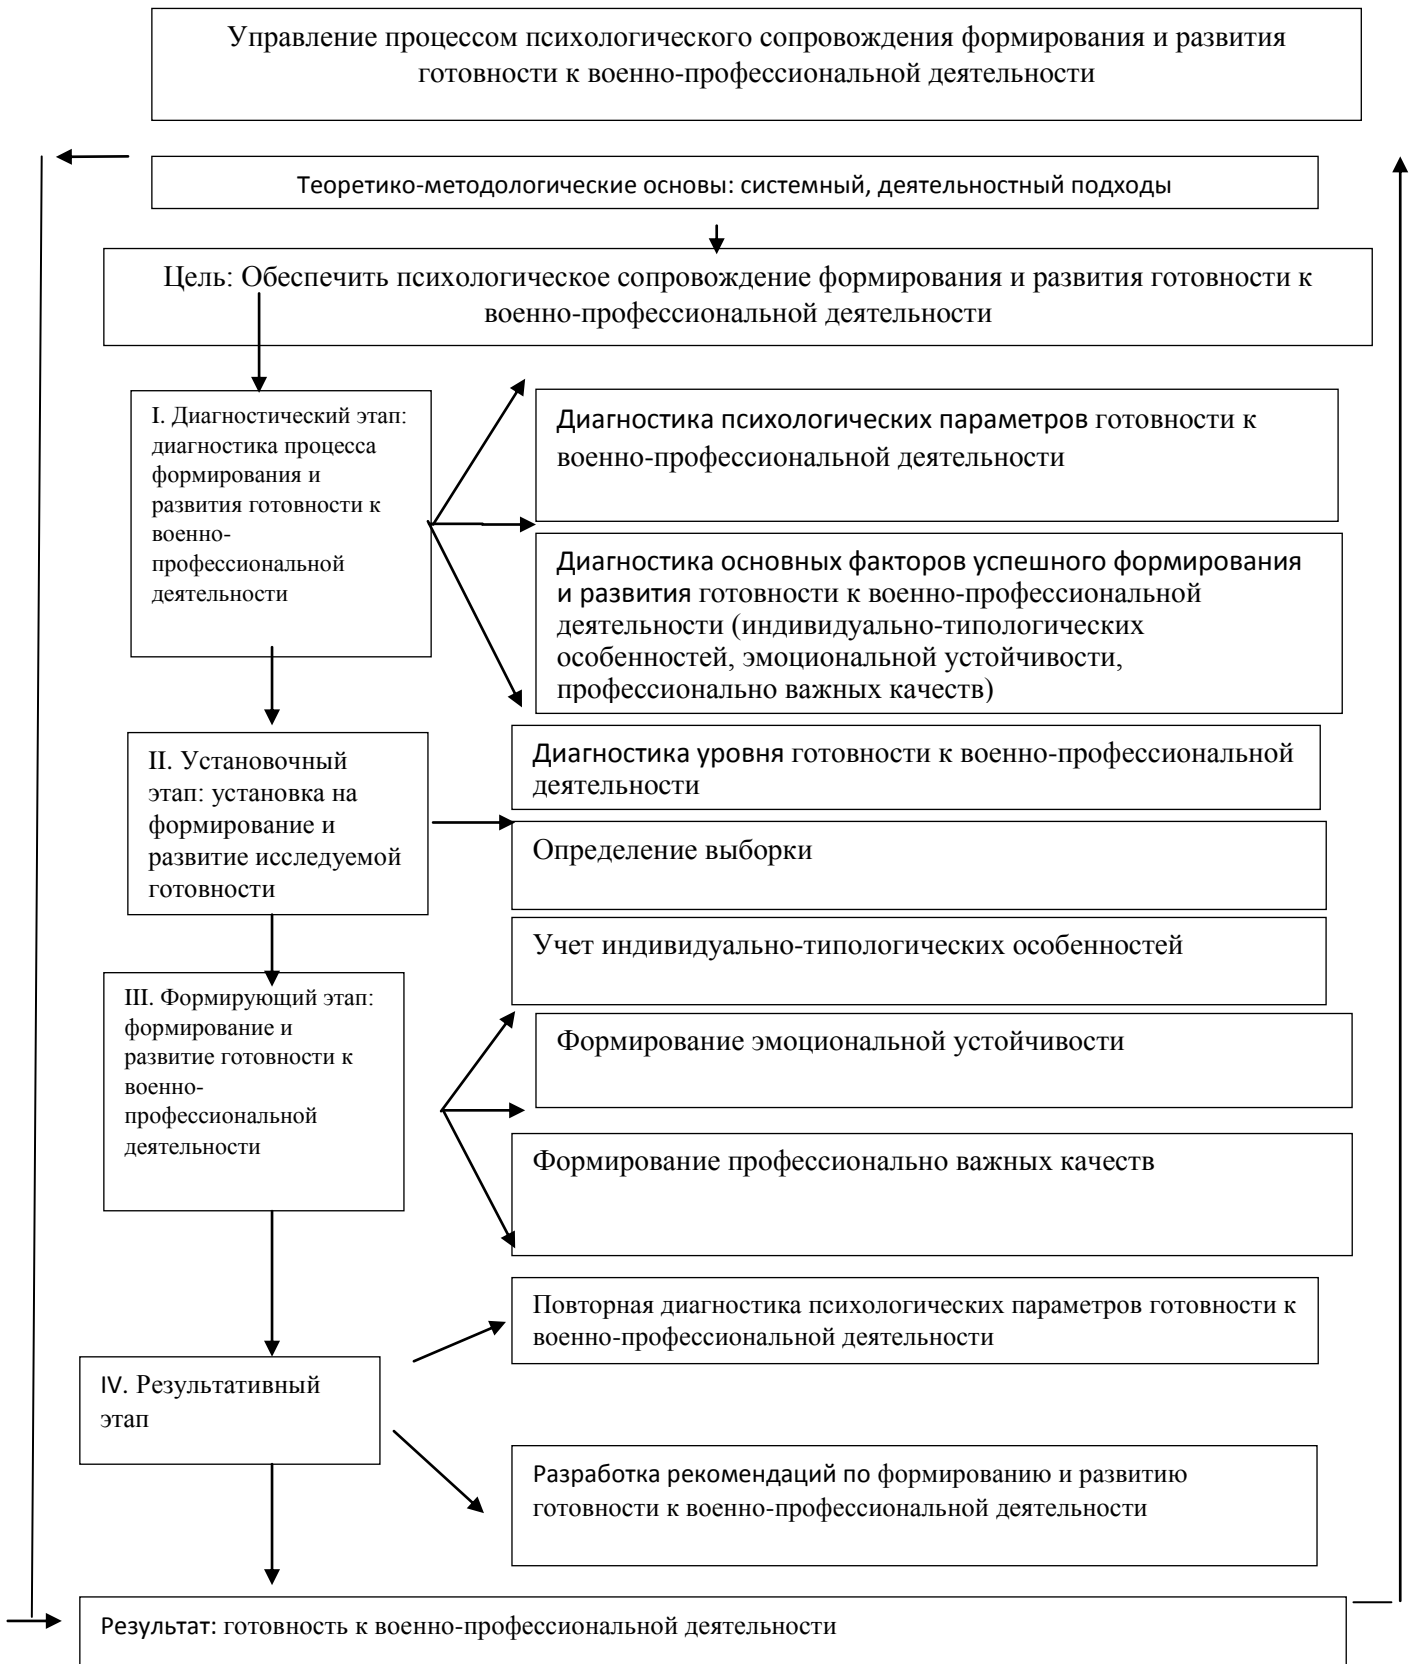 Управление процессом психологического сопровождения формирования и развития
готовности к военно-профессиональной деятельности
Теоретико-методологические основы: системный, деятельностный подходы
Цель: Обеспечить психологическое сопровождение формирования и развития готовности к
военно-профессиональной деятельности
I. Диагностический этап:
диагностика процесса
формирования и
развития готовности к
военно-
профессиональной
деятельности
Диагностика психологических параметров готовности к
военно-профессиональной деятельности
Диагностика основных факторов успешного формирования
и развития готовности к военно-профессиональной
деятельности (индивидуально-типологических
особенностей, эмоциональной устойчивости,
профессионально важных качеств)
Диагностика уровня готовности к военно-профессиональной
деятельности
II. Установочный
этап: установка на
формирование и
развитие исследуемой
готовности
Определение выборки
Учет индивидуально-типологических особенностей
III. Формирующий этап:
формирование и
развитие готовности к
военно-
профессиональной
деятельности
Формирование эмоциональной устойчивости
Формирование профессионально важных качеств
Повторная диагностика психологических параметров готовности к
военно-профессиональной деятельности
IV. Результативный
этап
Разработка рекомендаций по формированию и развитию
готовности к военно-профессиональной деятельности
Результат: готовность к военно-профессиональной деятельности